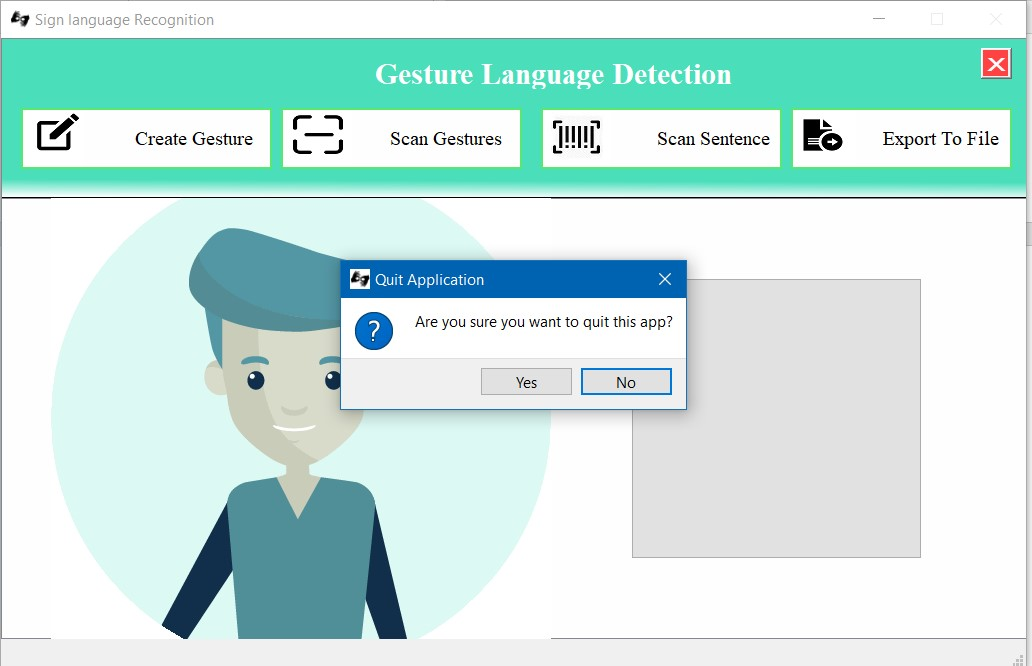 Sign language Recognition
Gesture Language Detection
Create Gesture
Scan Gestures
Scan Sentence
Export To File
Quit Application
Are you sure you want to quit this app?
Yes
No